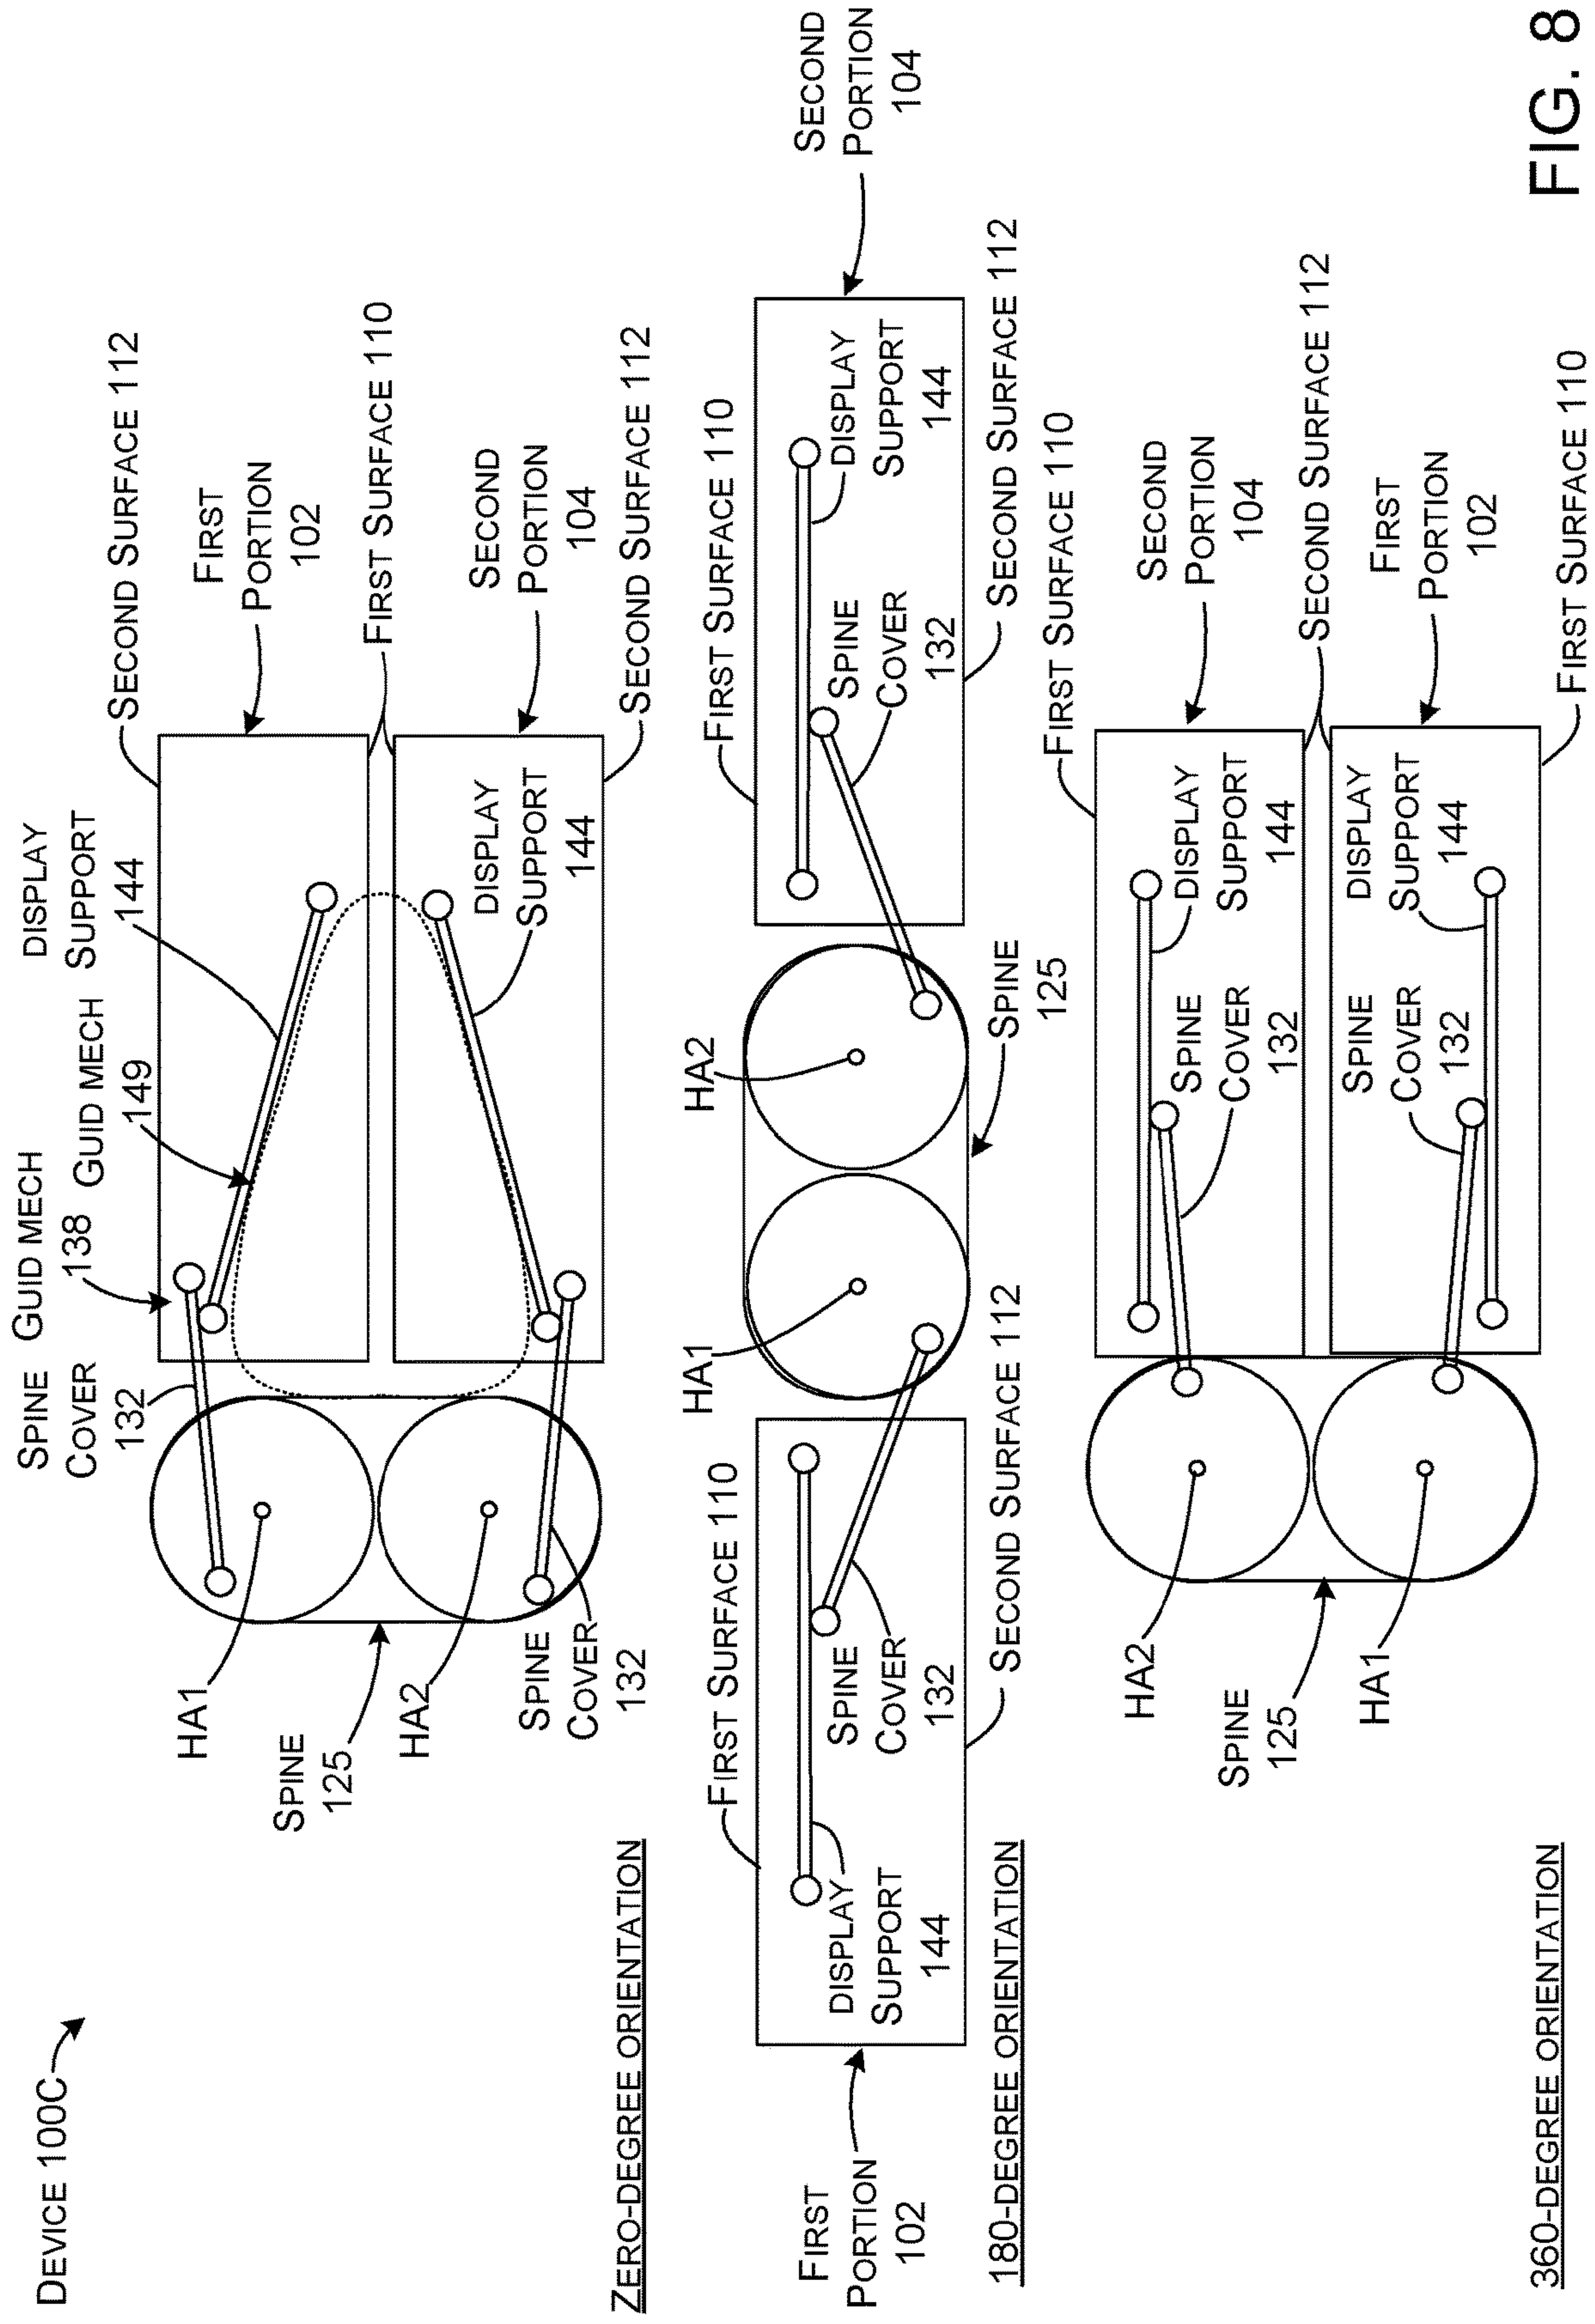 DEVICE 100C
SPINE
COVER
132
GUID MECH
138
GUID MECH
149
DISPLAY
SUPPORT
144
SECOND SURFACE 112
FIRST
PORTION
102
FIRST SURFACE 110
SECOND
PORTION
104
SECOND SURFACE 112
DISPLAY
SUPPORT
144
HA1
SPINE
125
HA2
SPINE
COVER
132
ZERO-DEGREE ORIENTATION
FIRST
PORTION
102
FIRST SURFACE 110
DISPLAY
SUPPORT
144
SPINE
COVER
132
SECOND SURFACE 112
HA1
HA2
SPINE
125
FIRST SURFACE 110
SPINE
COVER
132
DISPLAY
SUPPORT
144
SECOND SURFACE 112
SECOND
PORTION
104
180-DEGREE ORIENTATION
FIRST SURFACE 110
SECOND
PORTION
104
SECOND SURFACE 112
FIRST
PORTION
102
FIRST SURFACE 110
HA2
SPINE
125
HA1
SPINE
COVER
132
DISPLAY
SUPPORT
144
SPINE
COVER
132
DISPLAY
SUPPORT
144
360-DEGREE ORIENTATION
FIG. 8